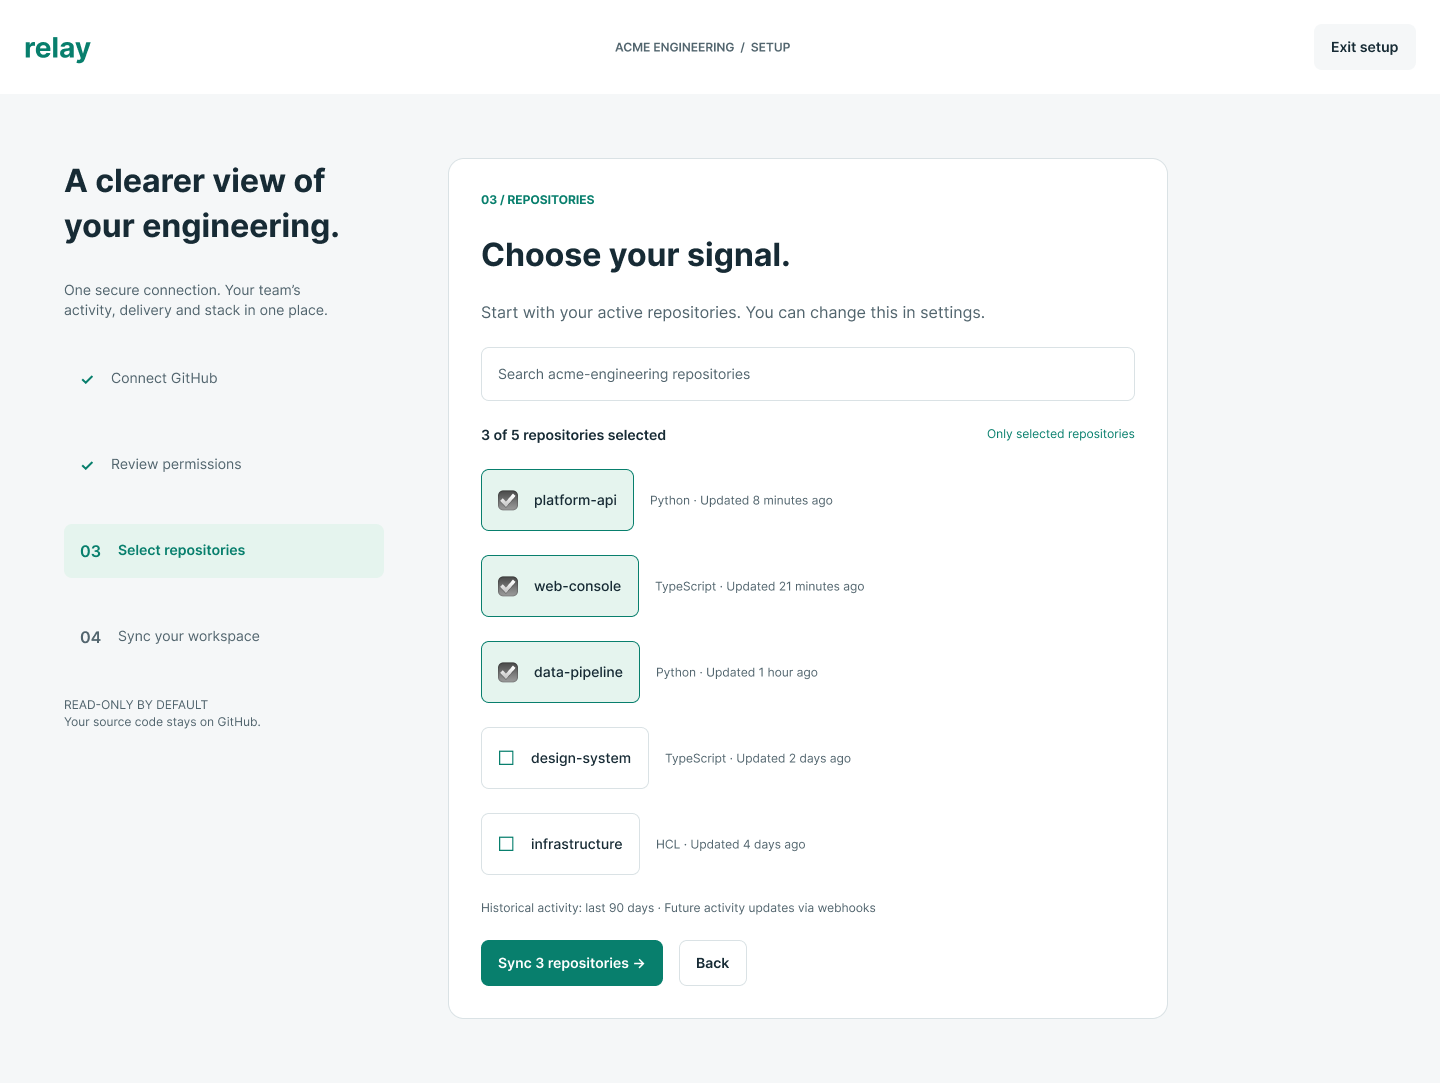 relay
ACME ENGINEERING / SETUP
Exit setup
A clearer view of
your engineering.
One secure connection. Your team’s
activity, delivery and stack in one place.
Connect GitHub
Review permissions
03 Select repositories
04 Sync your workspace
READ-ONLY BY DEFAULT
Your source code stays on GitHub.
03 / REPOSITORIES
Choose your signal.
Start with your active repositories. You can change this in settings.
Search acme-engineering repositories
3 of 5 repositories selected
Only selected repositories
platform-api Python · Updated 8 minutes ago
web-console TypeScript · Updated 21 minutes ago
data-pipeline Python · Updated 1 hour ago
design-system TypeScript · Updated 2 days ago
infrastructure HCL · Updated 4 days ago
Historical activity: last 90 days · Future activity updates via webhooks
Sync 3 repositories →
Back